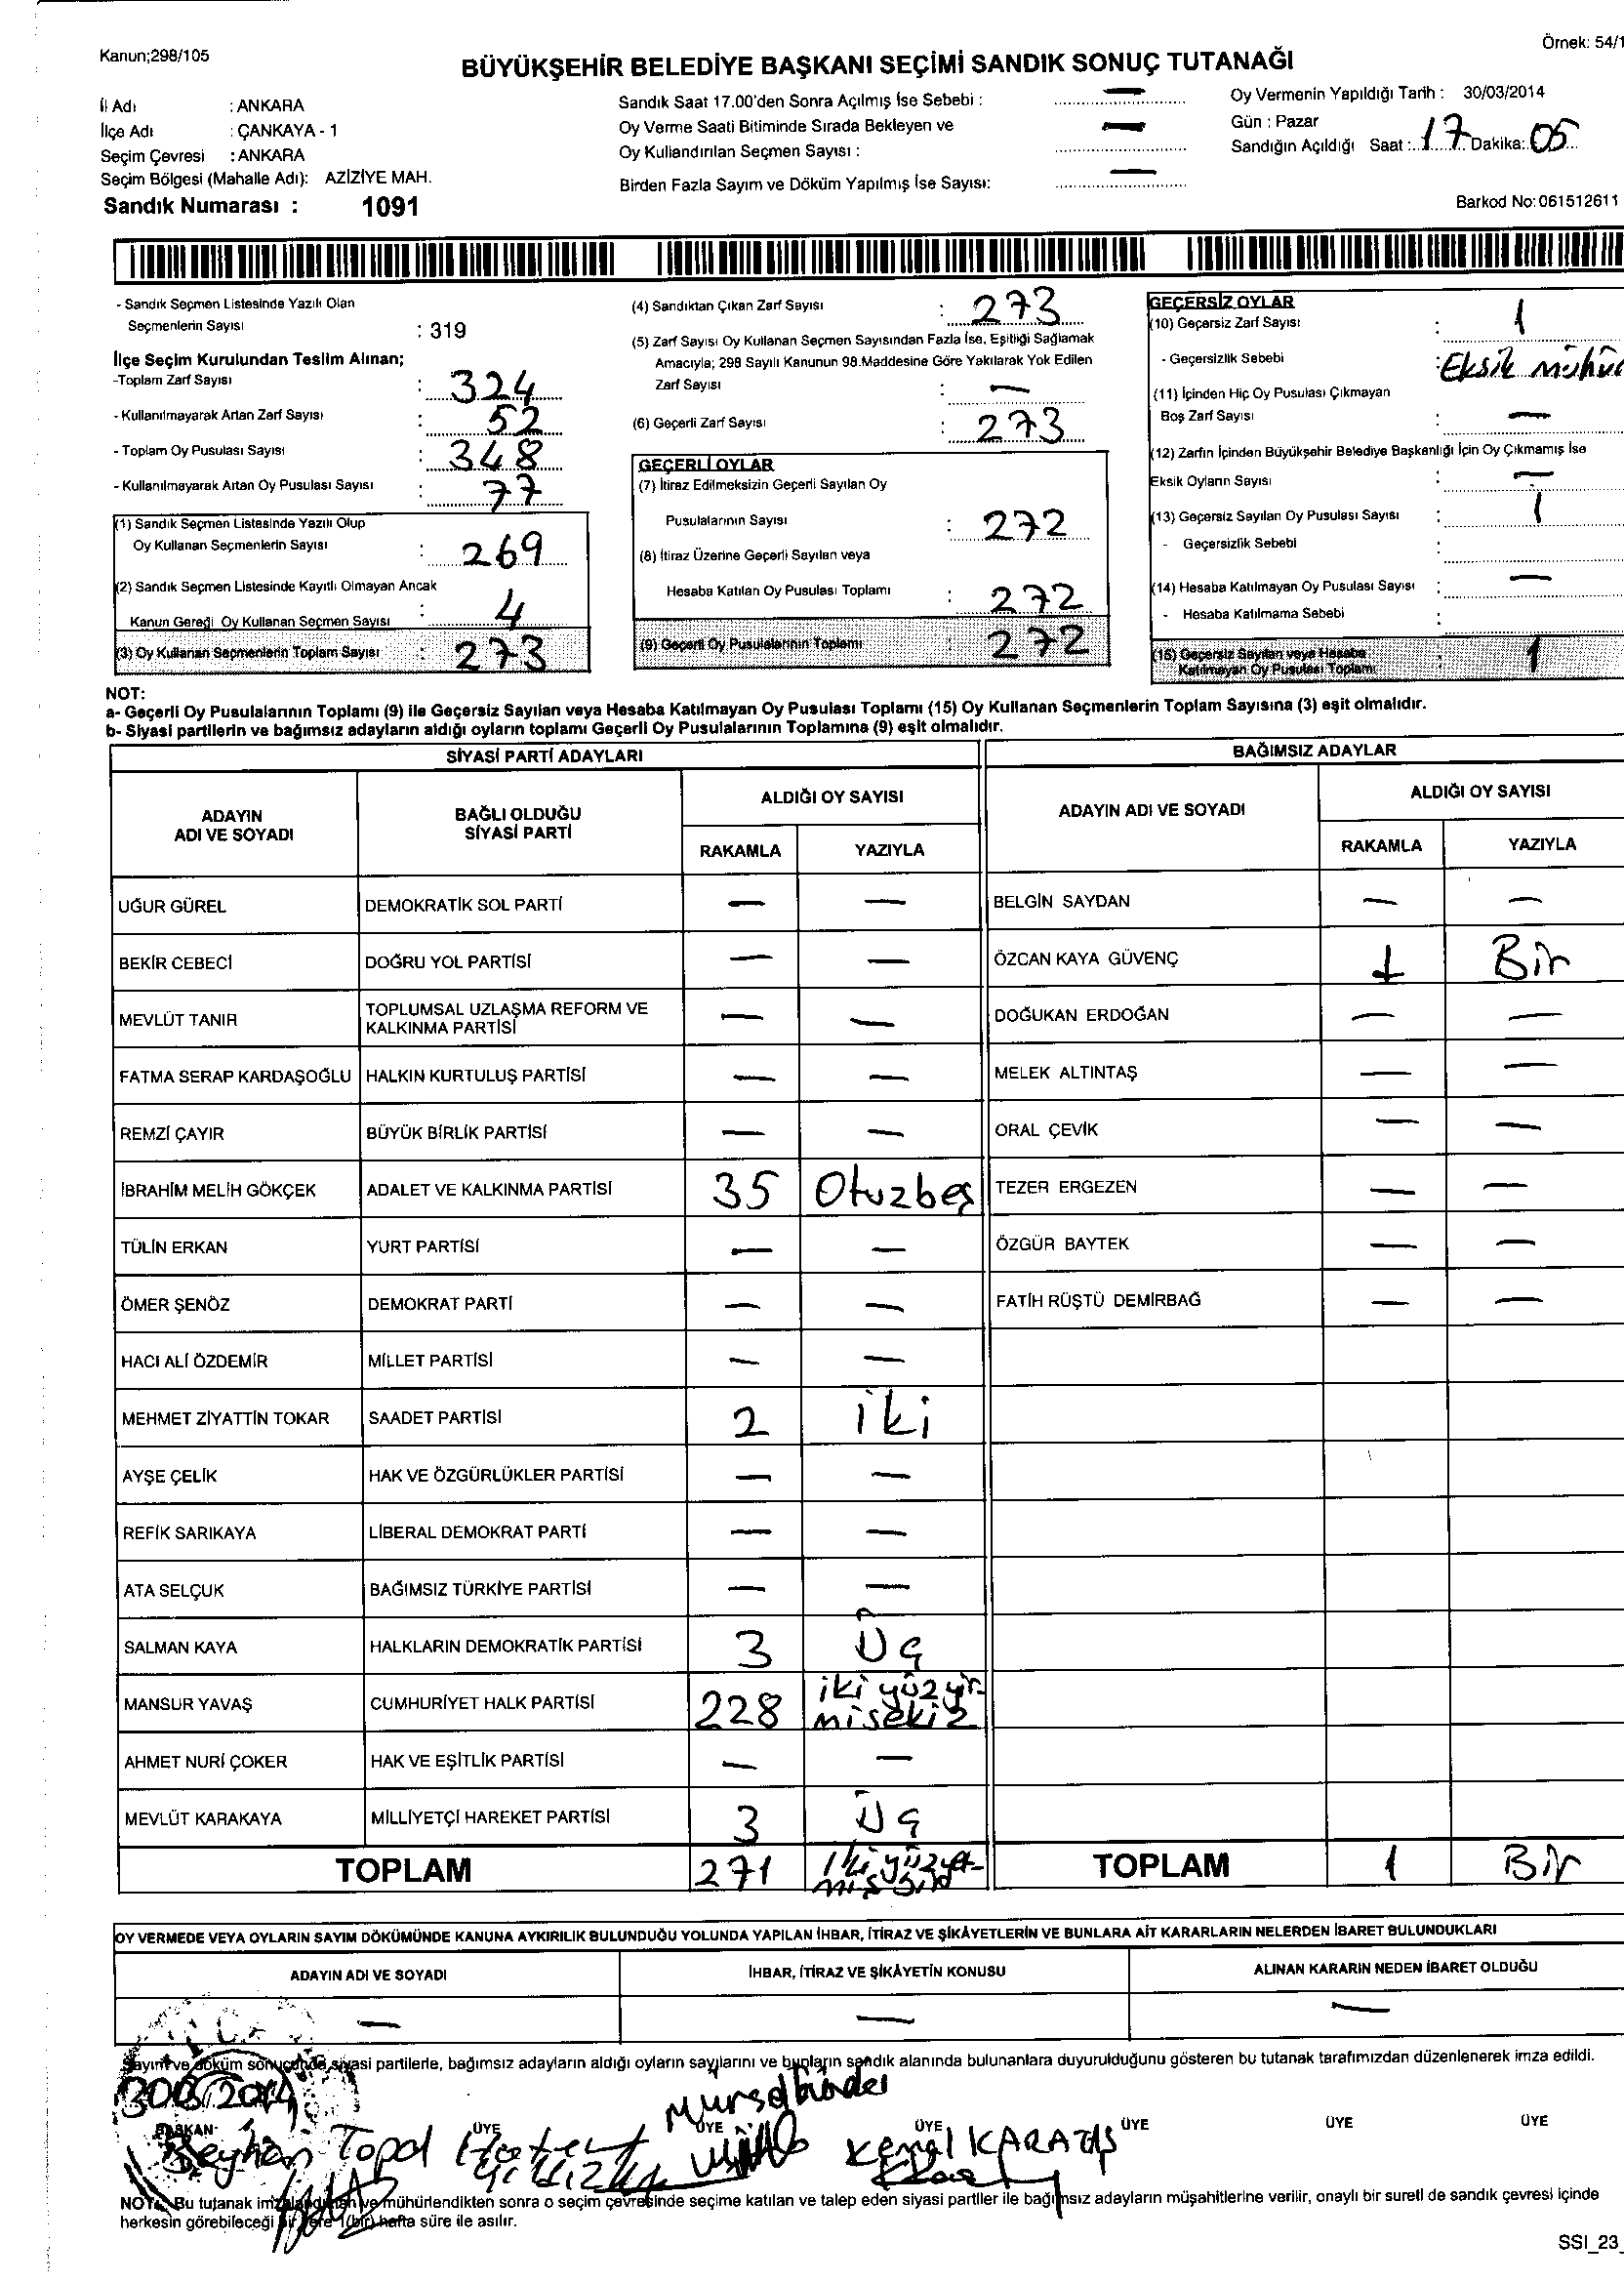 Kanun;298/105
Örnek: 54/1
BÜYÜKŞEHİR BELEDİYE BAŞKANI SEÇİMİ SANDIK SONUÇ TUTANAĞI
İl Adı : ANKARA
İlçe Adı : ÇANKAYA - 1
Seçim Çevresi : ANKARA
Seçim Bölgesi (Mahalle Adı): AZİZİYE MAH.
Sandık Numarası : 1091
Sandık Saat 17.00'den Sonra Açılmış İse Sebebi : —
Oy Verme Saati Bitiminde Sırada Bekleyen ve —
Oy Kullandırılan Seçmen Sayısı :
Birden Fazla Sayım ve Döküm Yapılmış İse Sayısı: —
Oy Vermenin Yapıldığı Tarih : 30/03/2014
Gün : Pazar
Sandığın Açıldığı Saat : 17 Dakika: 05
Barkod No: 061512611
- Sandık Seçmen Listesinde Yazılı Olan
Seçmenlerin Sayısı : 319
İlçe Seçim Kurulundan Teslim Alınan;
-Toplam Zarf Sayısı : 324
- Kullanılmayarak Artan Zarf Sayısı : 52
- Toplam Oy Pusulası Sayısı : 348
- Kullanılmayarak Artan Oy Pusulası Sayısı : 77
(1) Sandık Seçmen Listesinde Yazılı Olup
Oy Kullanan Seçmenlerin Sayısı : 269
(2) Sandık Seçmen Listesinde Kayıtlı Olmayan Ancak
Kanun Gereği Oy Kullanan Seçmen Sayısı : 4
(3) Oy Kullanan Seçmenlerin Toplam Sayısı : 273
(4) Sandıktan Çıkan Zarf Sayısı : 273
(5) Zarf Sayısı Oy Kullanan Seçmen Sayısından Fazla İse, Eşitliği Sağlamak
Amacıyla; 298 Sayılı Kanunun 98.Maddesine Göre Yakılarak Yok Edilen
Zarf Sayısı : —
(6) Geçerli Zarf Sayısı : 273
GEÇERLİ OYLAR
(7) İtiraz Edilmeksizin Geçerli Sayılan Oy
Pusulalarının Sayısı : 272
(8) İtiraz Üzerine Geçerli Sayılan veya
Hesaba Katılan Oy Pusulası Toplamı : 272
(9) Geçerli Oy Pusulalarının Toplamı : 272
GEÇERSİZ OYLAR
(10) Geçersiz Zarf Sayısı : 1
- Geçersizlik Sebebi : Eksik mühür
(11) İçinden Hiç Oy Pusulası Çıkmayan
Boş Zarf Sayısı : —
(12) Zarfın İçinden Büyükşehir Belediye Başkanlığı İçin Oy Çıkmamış İse
Eksik Oyların Sayısı : —
(13) Geçersiz Sayılan Oy Pusulası Sayısı : 1
- Geçersizlik Sebebi :
(14) Hesaba Katılmayan Oy Pusulası Sayısı : —
- Hesaba Katılmama Sebebi :
(15) Geçersiz Sayılan veya Hesaba
Katılmayan Oy Pusulası Toplamı : 1
NOT:
a- Geçerli Oy Pusulalarının Toplamı (9) ile Geçersiz Sayılan veya Hesaba Katılmayan Oy Pusulası Toplamı (15) Oy Kullanan Seçmenlerin Toplam Sayısına (3) eşit olmalıdır.
b- Siyasi partilerin ve bağımsız adayların aldığı oyların toplamı Geçerli Oy Pusulalarının Toplamına (9) eşit olmalıdır.
SİYASİ PARTİ ADAYLARI
ADAYIN ADI VE SOYADI
BAĞLI OLDUĞU SİYASİ PARTİ
ALDIĞI OY SAYISI
RAKAMLA YAZIYLA
UĞUR GÜREL DEMOKRATİK SOL PARTİ — —
BEKİR CEBECİ DOĞRU YOL PARTİSİ — —
MEVLÜT TANIR TOPLUMSAL UZLAŞMA REFORM VE KALKINMA PARTİSİ — —
FATMA SERAP KARDAŞOĞLU HALKIN KURTULUŞ PARTİSİ — —
REMZİ ÇAYIR BÜYÜK BİRLİK PARTİSİ — —
İBRAHİM MELİH GÖKÇEK ADALET VE KALKINMA PARTİSİ 35 Otuzbeş
TÜLİN ERKAN YURT PARTİSİ — —
ÖMER ŞENÖZ DEMOKRAT PARTİ — —
HACI ALİ ÖZDEMİR MİLLET PARTİSİ — —
MEHMET ZİYATTİN TOKAR SAADET PARTİSİ 2 iki
AYŞE ÇELİK HAK VE ÖZGÜRLÜKLER PARTİSİ — —
REFİK SARIKAYA LİBERAL DEMOKRAT PARTİ — —
ATA SELÇUK BAĞIMSIZ TÜRKİYE PARTİSİ — —
SALMAN KAYA HALKLARIN DEMOKRATİK PARTİSİ 3 Üç
MANSUR YAVAŞ CUMHURİYET HALK PARTİSİ 228 iki yüz yir-misekiz
AHMET NURİ ÇOKER HAK VE EŞİTLİK PARTİSİ — —
MEVLÜT KARAKAYA MİLLİYETÇİ HAREKET PARTİSİ 3 Üç
TOPLAM 271 İki yüz yet-miş bir
BAĞIMSIZ ADAYLAR
ADAYIN ADI VE SOYADI
ALDIĞI OY SAYISI
RAKAMLA YAZIYLA
BELGİN SAYDAN — —
ÖZCAN KAYA GÜVENÇ 1 Bir
DOĞUKAN ERDOĞAN — —
MELEK ALTINTAŞ — —
ORAL ÇEVİK — —
TEZER ERGEZEN — —
ÖZGÜR BAYTEK — —
FATİH RÜŞTÜ DEMİRBAĞ — —
TOPLAM 1 Bir
OY VERMEDE VEYA OYLARIN SAYIM DÖKÜMÜNDE KANUNA AYKIRILIK BULUNDUĞU YOLUNDA YAPILAN İHBAR, İTİRAZ VE ŞİKÂYETLERİN VE BUNLARA AİT KARARLARIN NELERDEN İBARET BULUNDUKLARI
ADAYIN ADI VE SOYADI
İHBAR, İTİRAZ VE ŞİKÂYETİN KONUSU
ALINAN KARARIN NEDEN İBARET OLDUĞU
— — —
Sayım ve döküm sonucunda siyasi partilerle, bağımsız adayların aldığı oyların sayılarını ve bunların sandık alanında bulunanlara duyurulduğunu gösteren bu tutanak tarafımızdan düzenlenerek imza edildi.
BAŞKAN ÜYE ÜYE ÜYE ÜYE ÜYE ÜYE
Topal
Kemal KARATAŞ
NOT: Bu tutanak imzalandıktan ve mühürlendikten sonra o seçim çevresinde seçime katılan ve talep eden siyasi partiler ile bağımsız adayların müşahitlerine verilir, onaylı bir sureti de sandık çevresi içinde
herkesin görebileceği bir yere 1(bir) hafta süre ile asılır.
SSI_23_